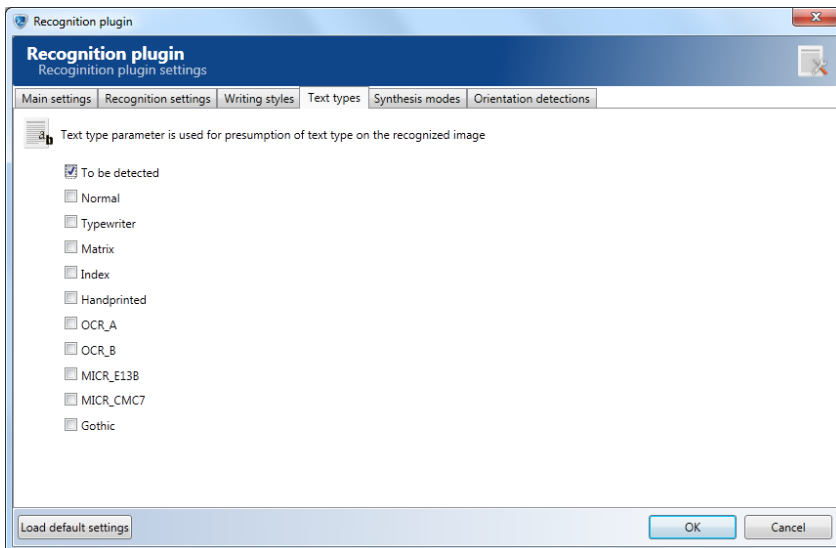 Recognition plugin
Recognition plugin
Recoginition plugin settings
Main settings Recognition settings Writing styles Text types Synthesis modes Orientation detections
Text type parameter is used for presumption of text type on the recognized image
To be detected
Normal
Typewriter
Matrix
Index
Handprinted
OCR_A
OCR_B
MICR_E13B
MICR_CMC7
Gothic
Load default settings OK Cancel